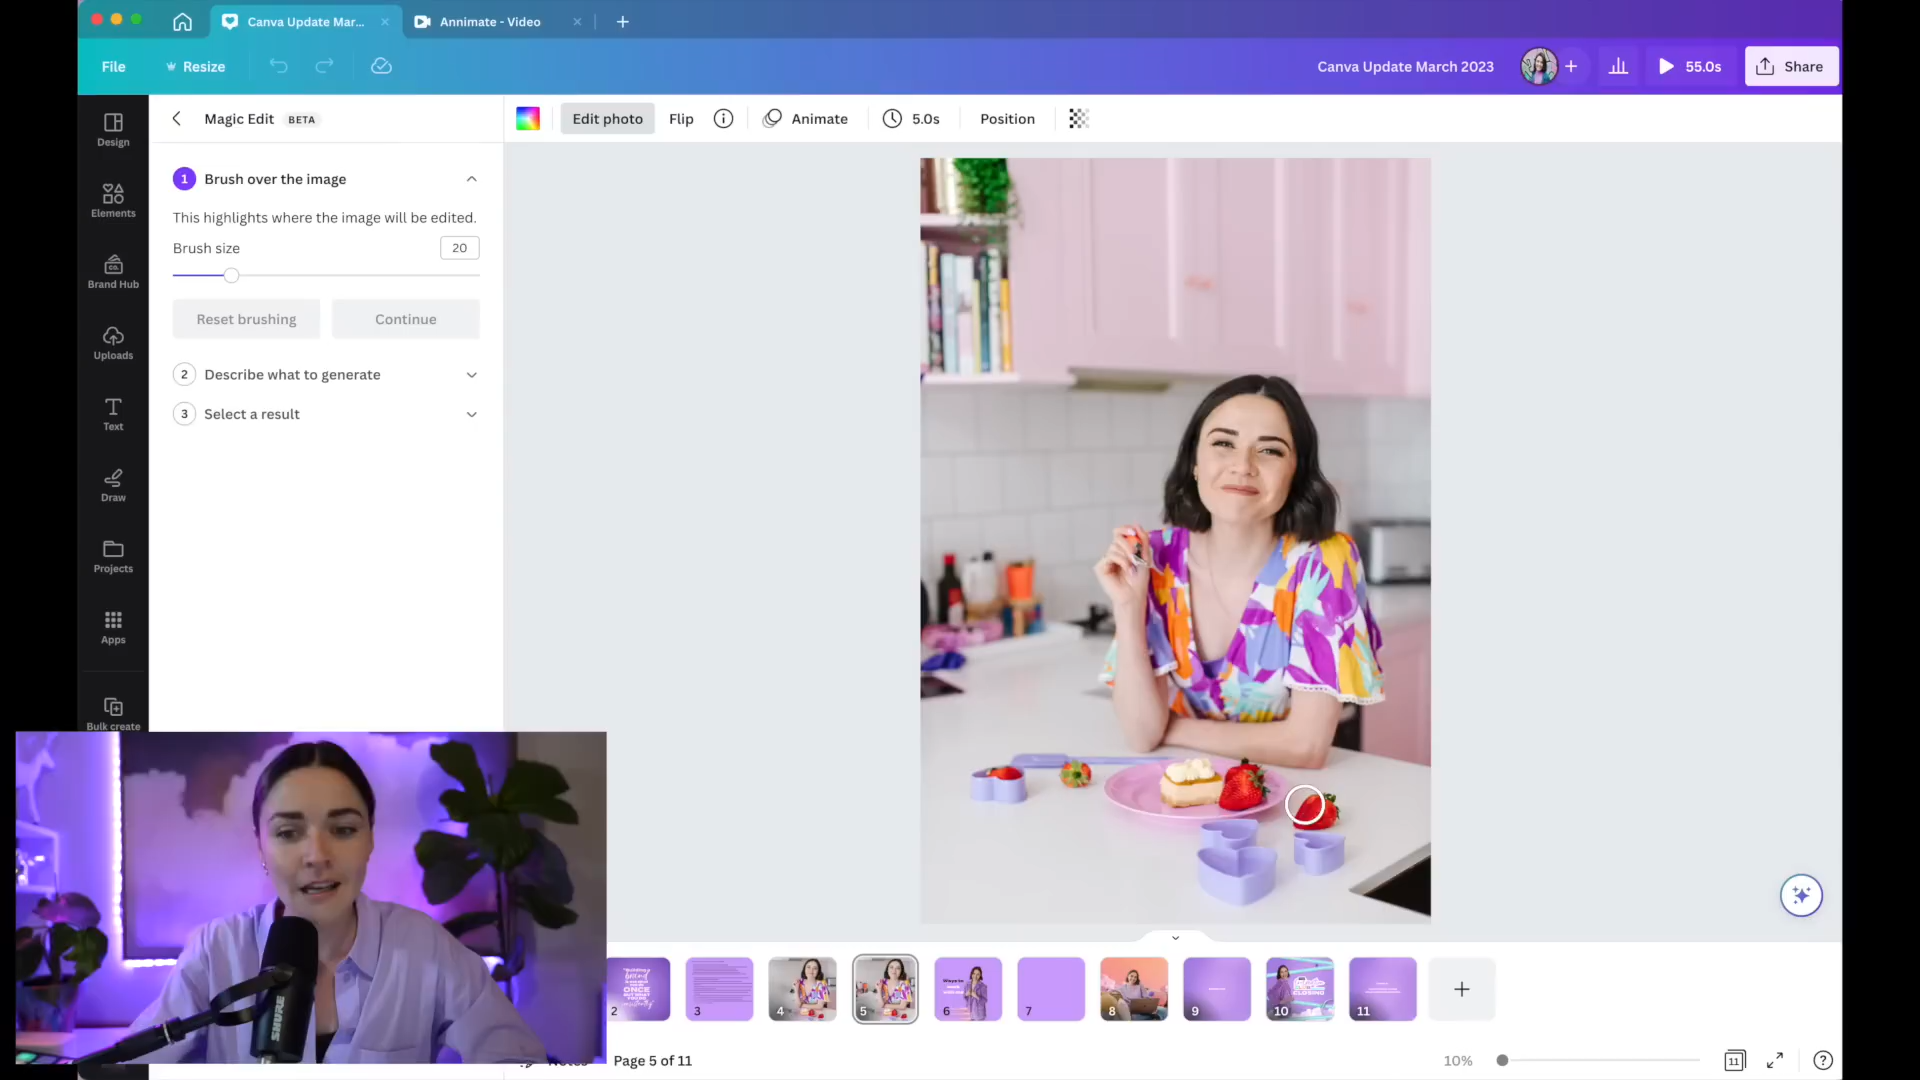 Canva Update Mar...
Annimate - Video
File
Resize
Canva Update March 2023
55.0s
Share
Design
Elements
Brand Hub
Uploads
Text
Draw
Projects
Apps
Bulk create
Magic Edit BETA
1 Brush over the image
This highlights where the image will be edited.
Brush size
20
Reset brushing
Continue
2 Describe what to generate
3 Select a result
Edit photo
Flip
Animate
5.0s
Position
SHURE
2
3
4
5
6
7
8
9
10
11
ONCE
CLOSING
Page 5 of 11
10%
11